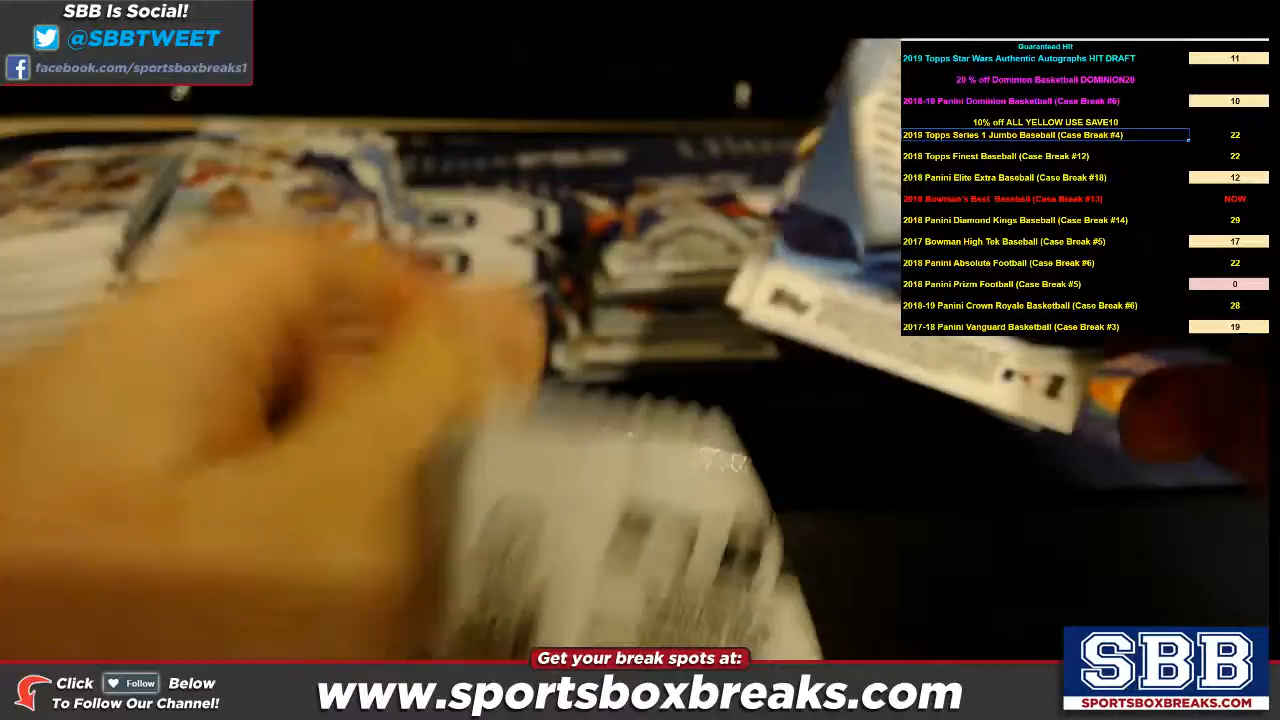 SBB Is Social!
@SBBTWEET
facebook.com/sportsboxbreaks1
Quaranteed Hit
2019 Topps Star Wars Authentic Autographs HIT DRAFT 11
20 % off Dominion Basketball DOMINION20
2018-19 Panini Dominion Basketball (Case Break #6) 10
10% off ALL YELLOW USE SAVE10
2019 Topps Series 1 Jumbo Baseball (Case Break #4) 22
2018 Topps Finest Baseball (Case Break #12) 22
2018 Panini Elite Extra Baseball (Case Break #18) 12
2018 Bowman's Best Baseball (Case Break #13) NOW
2018 Panini Diamond Kings Baseball (Case Break #14) 29
2017 Bowman High Tek Baseball (Case Break #5) 17
2018 Panini Absolute Football (Case Break #6) 22
2018 Panini Prizm Football (Case Break #5) 0
2018-19 Panini Crown Royale Basketball (Case Break #6) 28
2017-18 Panini Vanguard Basketball (Case Break #3) 19
Get your break spots at:
Click Follow Below
To Follow Our Channel!
www.sportsboxbreaks.com
SBB
SPORTSBOXBREAKS.COM